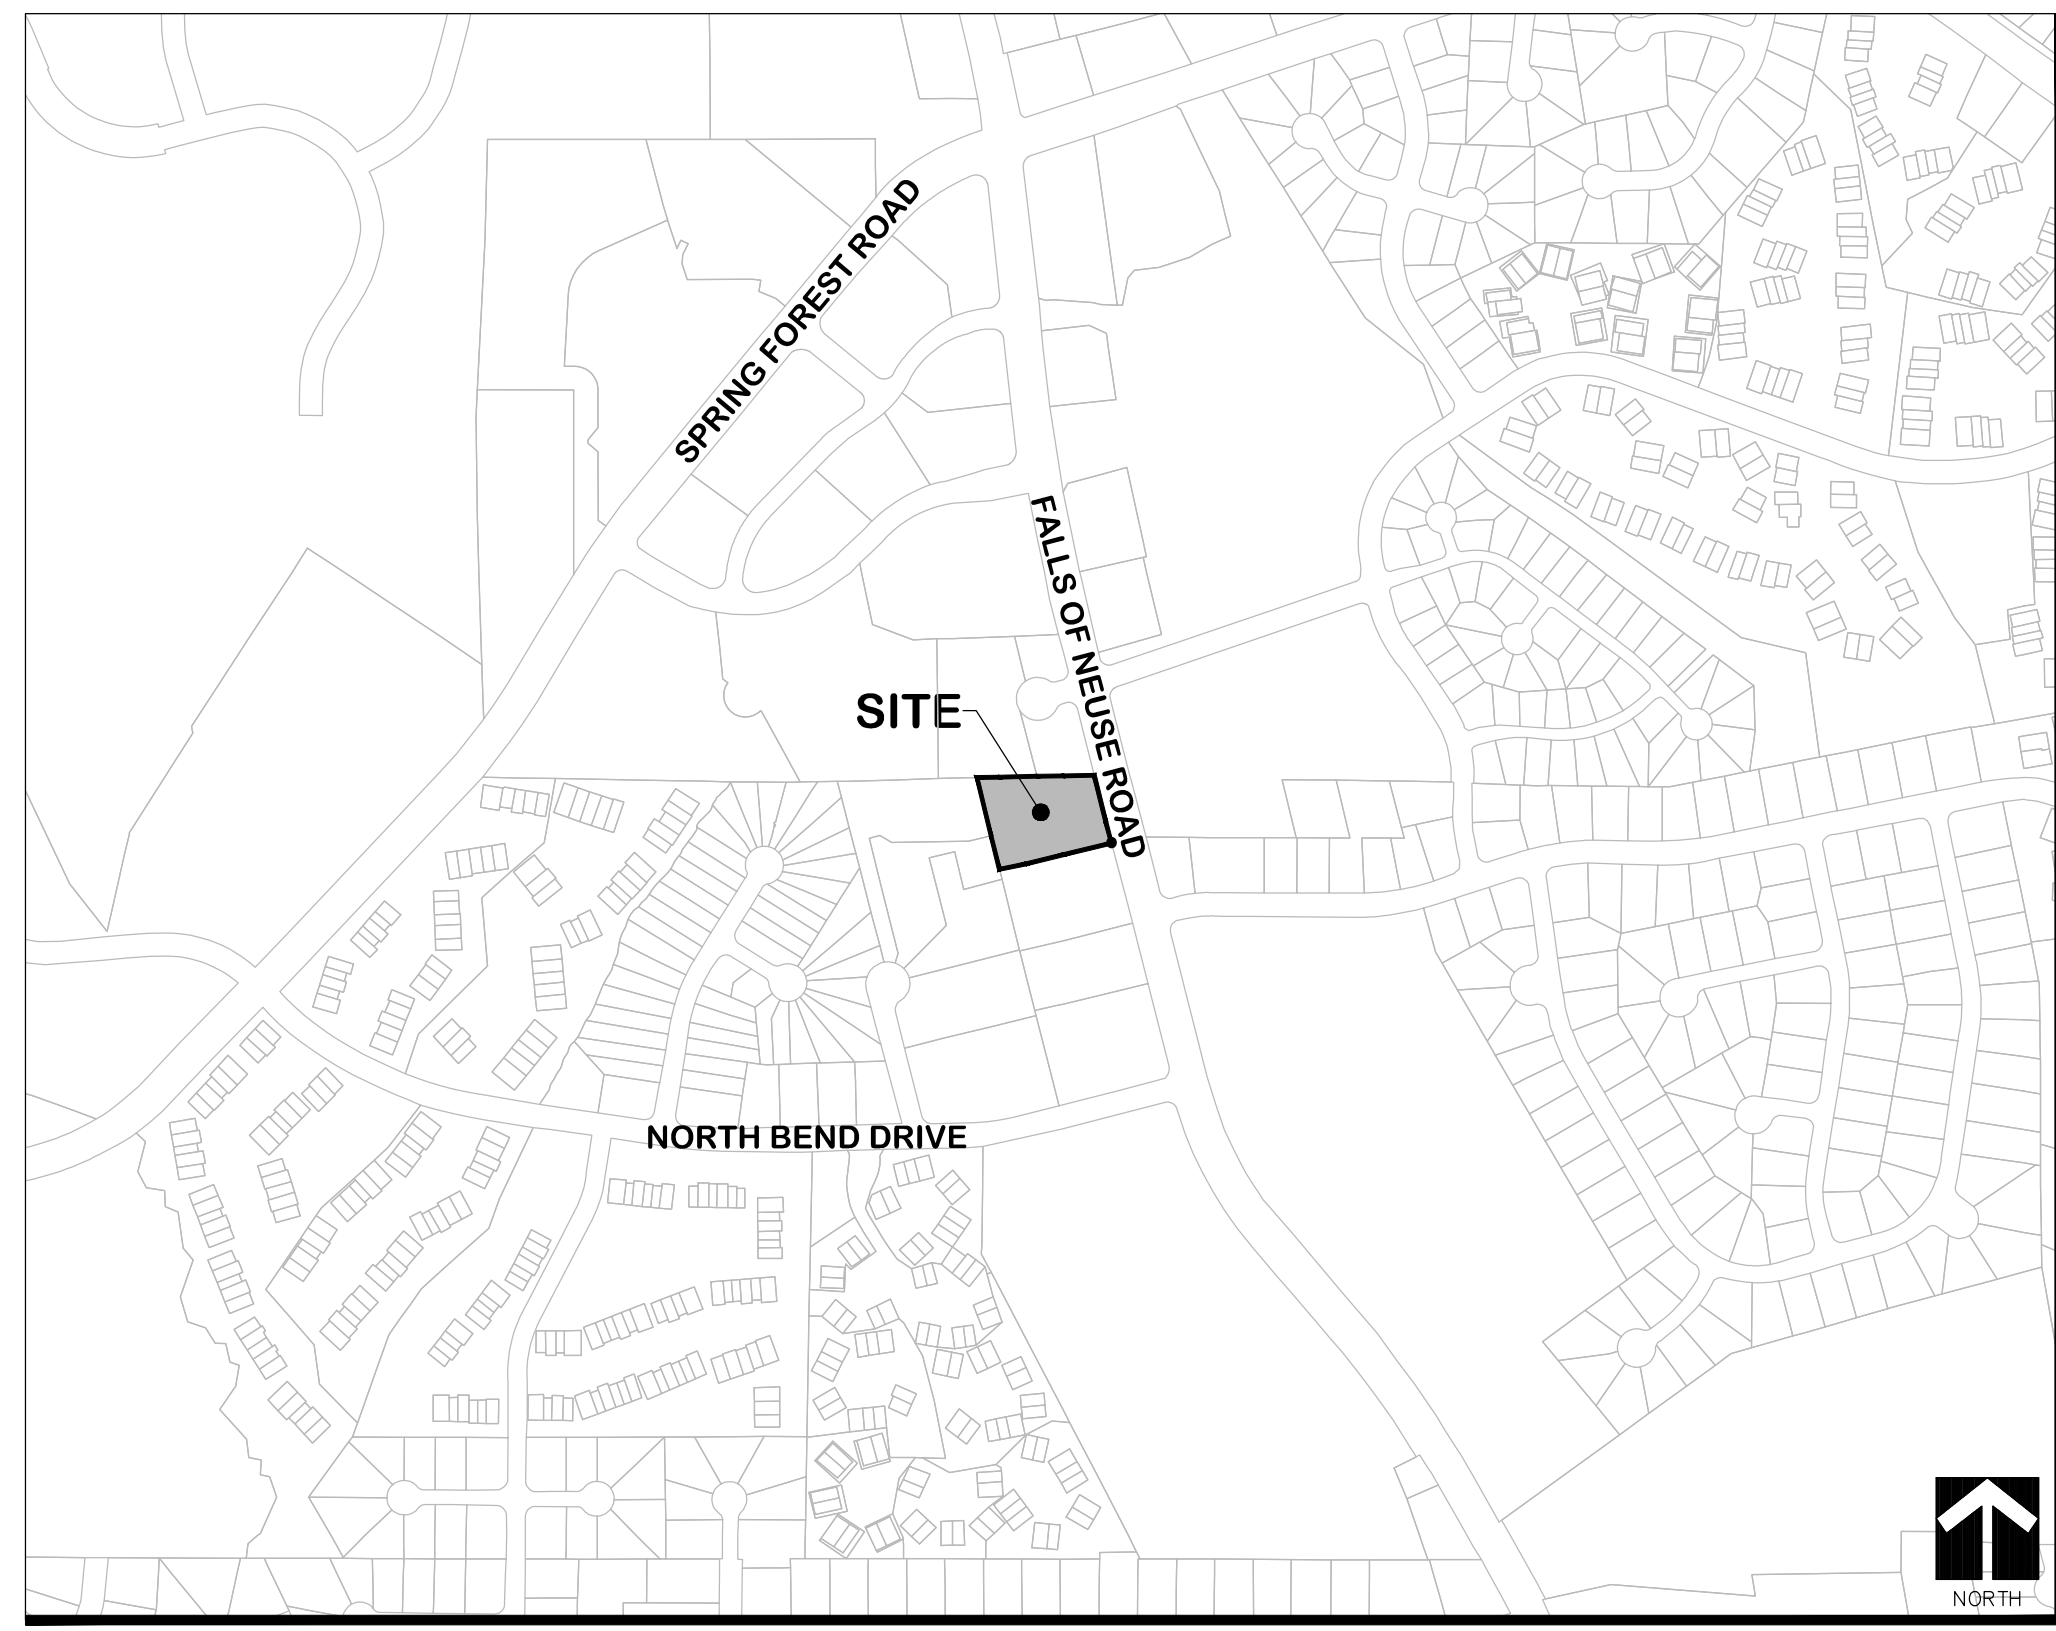 SPRING FOREST ROAD
FALLS OF NEUSE ROAD
SITE
NORTH BEND DRIVE
NORTH